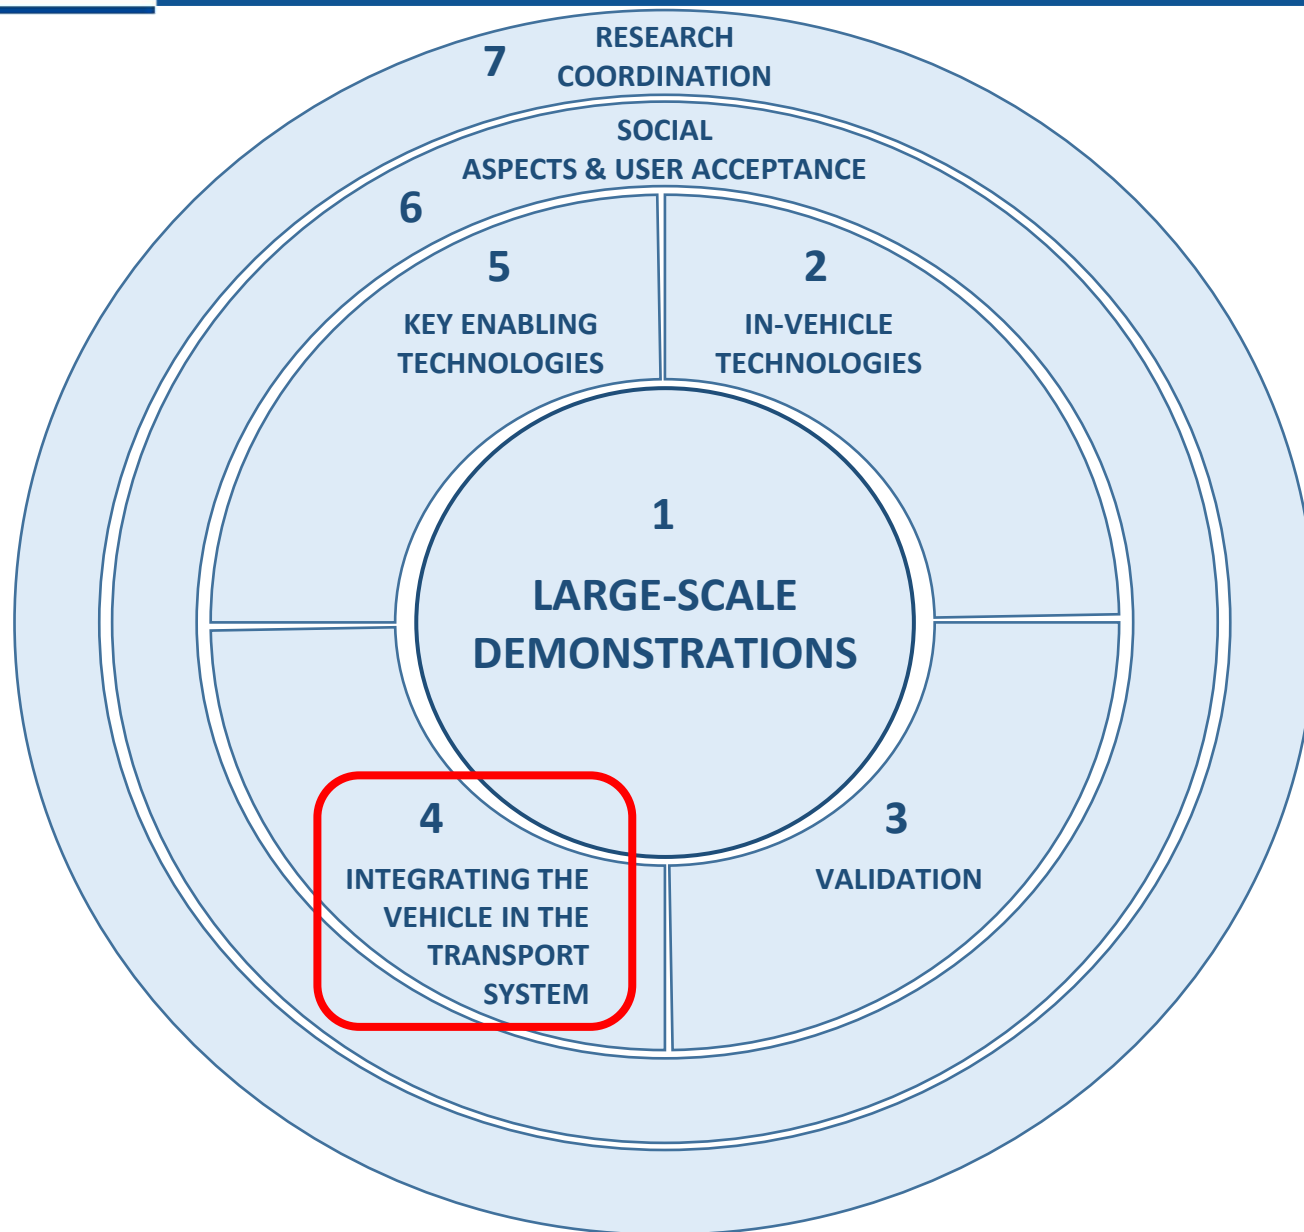 7
RESEARCH
COORDINATION
SOCIAL
ASPECTS & USER ACCEPTANCE
6
5
KEY ENABLING
TECHNOLOGIES
2
IN-VEHICLE
TECHNOLOGIES
1
LARGE-SCALE
DEMONSTRATIONS
4
INTEGRATING THE
VEHICLE IN THE
TRANSPORT
SYSTEM
3
VALIDATION